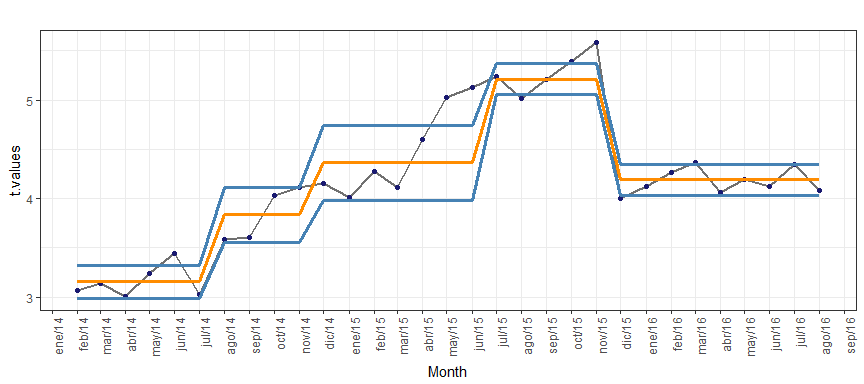 t.values
5
4
3
ene/14
feb/14
mar/14
abr/14
may/14
jun/14
jul/14
ago/14
sep/14
oct/14
nov/14
dic/14
ene/15
feb/15
mar/15
abr/15
may/15
jun/15
jul/15
ago/15
sep/15
oct/15
nov/15
dic/15
ene/16
feb/16
mar/16
abr/16
may/16
jun/16
jul/16
ago/16
sep/16
Month